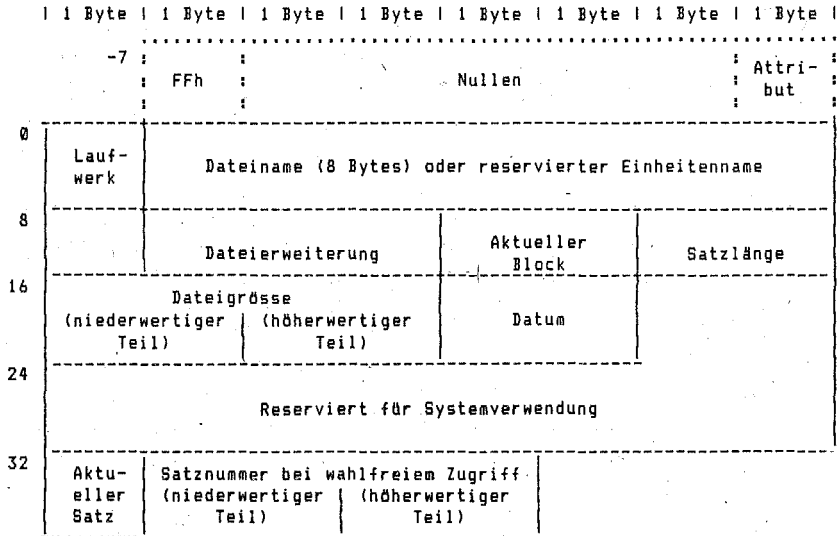 | 1 Byte | 1 Byte | 1 Byte | 1 Byte | 1 Byte | 1 Byte | 1 Byte | 1 Byte |
-7 FFh Nullen Attri-
but
0
Lauf-
werk Dateiname (8 Bytes) oder reservierter Einheitenname
8
Dateierweiterung Aktueller
Block Satzlänge
16
Dateigrösse
(niederwertiger | (höherwertiger Datum
Teil) Teil)
24
Reserviert für Systemverwendung
32
Aktu- Satznummer bei wahlfreiem Zugriff
eller (niederwertiger | (höherwertiger
Satz Teil) Teil)